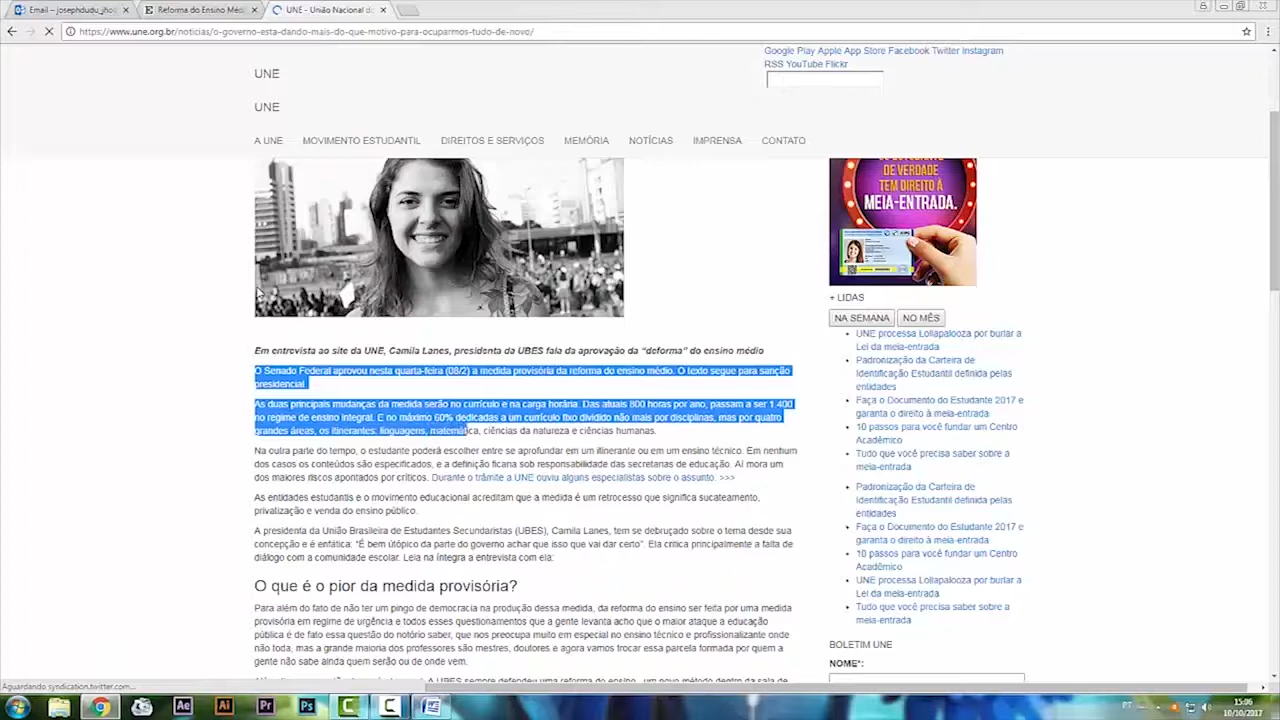 Email – josephdudu_jho
Reforma do Ensino Méd
UNE - União Nacional do
https://www.une.org.br/noticias/o-governo-esta-dando-mais-do-que-motivo-para-ocuparmos-tudo-de-novo/
Google Play Apple App Store Facebook Twitter Instagram
RSS YouTube Flickr
UNE
UNE
A UNE MOVIMENTO ESTUDANTIL DIREITOS E SERVIÇOS MEMÓRIA NOTÍCIAS IMPRENSA CONTATO
DE VERDADE
TEM DIREITO À
MEIA-ENTRADA.
+ LIDAS
NA SEMANA NO MÊS
UNE processa Lollapalooza por burlar a
Lei da meia-entrada
Padronização da Carteira de
Identificação Estudantil definida pelas
entidades
Faça o Documento do Estudante 2017 e
garanta o direito à meia-entrada
10 passos para você fundar um Centro
Acadêmico
Tudo que você precisa saber sobre a
meia-entrada
Padronização da Carteira de
Identificação Estudantil definida pelas
entidades
Faça o Documento do Estudante 2017 e
garanta o direito à meia-entrada
10 passos para você fundar um Centro
Acadêmico
UNE processa Lollapalooza por burlar a
Lei da meia-entrada
Tudo que você precisa saber sobre a
meia-entrada
BOLETIM UNE
NOME*:
Em entrevista ao site da UNE, Camila Lanes, presidenta da UBES fala da aprovação da “deforma” do ensino médio
O Senado Federal aprovou nesta quarta-feira (08/2) a medida provisória da reforma do ensino médio. O texto segue para sanção
presidencial.
As duas principais mudanças da medida serão no currículo e na carga horária. Das atuais 800 horas por ano, passam a ser 1.400
no regime de ensino integral. E no máximo 60% dedicadas a um currículo fixo dividido não mais por disciplinas, mas por quatro
grandes áreas, os itinerantes: linguagens, matemática, ciências da natureza e ciências humanas.
Na outra parte do tempo, o estudante poderá escolher entre se aprofundar em um itinerante ou em um ensino técnico. Em nenhum
dos casos os conteúdos são especificados, e a definição ficaria sob responsabilidade das secretarias de educação. Aí mora um
dos maiores riscos apontados por críticos. Durante o trâmite a UNE ouviu alguns especialistas sobre o assunto. >>>
As entidades estudantis e o movimento educacional acreditam que a medida é um retrocesso que significa sucateamento,
privatização e venda do ensino público.
A presidenta da União Brasileira de Estudantes Secundaristas (UBES), Camila Lanes, tem se debruçado sobre o tema desde sua
concepção e é enfática: “É bem utópico da parte do governo achar que isso que vai dar certo”. Ela critica principalmente a falta de
diálogo com a comunidade escolar. Leia na íntegra a entrevista com ela:
O que é o pior da medida provisória?
Para além do fato de não ter um pingo de democracia na produção dessa medida, da reforma do ensino ser feita por uma medida
provisória em regime de urgência e todos esses questionamentos que a gente levanta acho que o maior ataque a educação
pública é de fato essa questão do notório saber, que nos preocupa muito em especial no ensino técnico e profissionalizante onde
não toda, mas a grande maioria dos professores são mestres, doutores e agora vamos trocar essa parcela formada por quem a
gente não sabe ainda quem serão ou de onde vem.
A UBES sempre defendeu uma reforma do ensino, um novo método dentro da sala de
Aguardando syndication.twitter.com...
Ae Ai Pr Ps
PT
15:06
10/10/2017